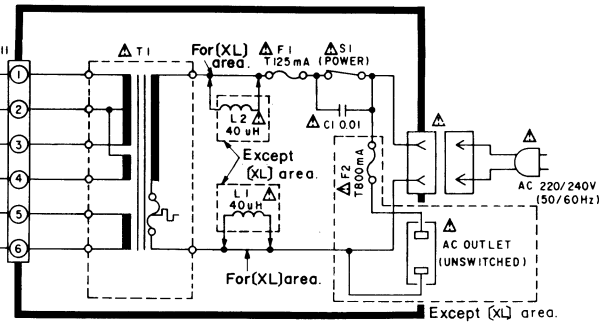 11
T1
For(XL)
area.
F1
T125mA
S1
(POWER)
1
2
3
4
5
6
L2
40 uH
C1 0.01
Except
(XL) area.
F2
T800mA
L1
40uH
For(XL)area.
AC 220/240V
(50/60Hz)
AC OUTLET
(UNSWITCHED)
Except (XL) area.